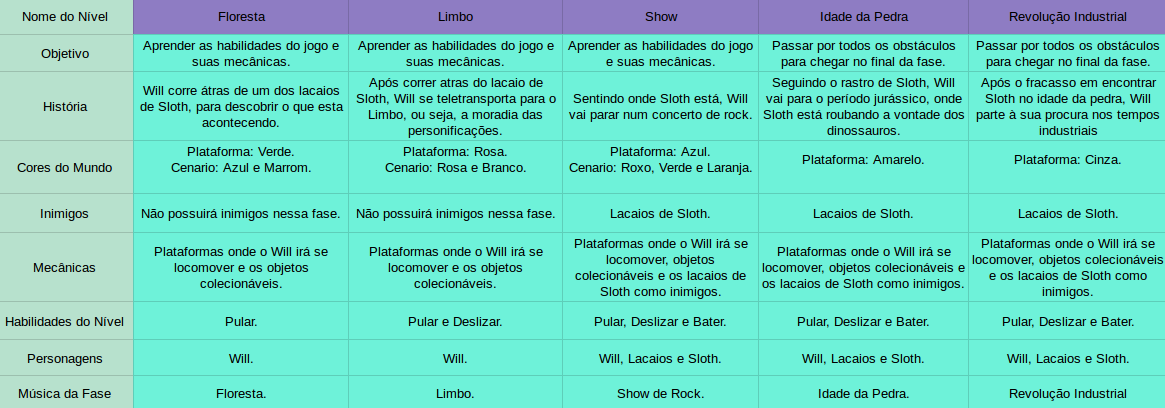 Nome do Nível
Floresta
Limbo
Show
Idade da Pedra
Revolução Industrial
Objetivo
Aprender as habilidades do jogo e
suas mecânicas.
Aprender as habilidades do jogo e
suas mecânicas.
Aprender as habilidades do jogo
e suas mecânicas.
Passar por todos os obstáculos
para chegar no final da fase.
Passar por todos os obstáculos
para chegar no final da fase.
História
Will corre átras de um dos lacaios
de Sloth, para descobrir o que esta
acontecendo.
Após correr atras do lacaio de
Sloth, Will se teletransporta para o
Limbo, ou seja, a moradia das
personificações.
Sentindo onde Sloth está, Will
vai parar num concerto de rock.
Seguindo o rastro de Sloth, Will
vai para o período jurássico, onde
Sloth está roubando a vontade dos
dinossauros.
Após o fracasso em encontrar
Sloth no idade da pedra, Will
parte à sua procura nos tempos
industriais
Cores do Mundo
Plataforma: Verde.
Cenario: Azul e Marrom.
Plataforma: Rosa.
Cenario: Rosa e Branco.
Plataforma: Azul.
Cenario: Roxo, Verde e Laranja.
Plataforma: Amarelo.
Plataforma: Cinza.
Inimigos
Não possuirá inimigos nessa fase.
Não possuirá inimigos nessa fase.
Lacaios de Sloth.
Lacaios de Sloth.
Lacaios de Sloth.
Mecânicas
Plataformas onde o Will irá se
locomover e os objetos
colecionáveis.
Plataformas onde o Will irá se
locomover e os objetos
colecionáveis.
Plataformas onde o Will irá se
locomover, objetos
colecionáveis e os lacaios de
Sloth como inimigos.
Plataformas onde o Will irá se
locomover, objetos colecionáveis e
os lacaios de Sloth como inimigos.
Plataformas onde o Will irá se
locomover, objetos colecionáveis
e os lacaios de Sloth como
inimigos.
Habilidades do Nível
Pular.
Pular e Deslizar.
Pular, Deslizar e Bater.
Pular, Deslizar e Bater.
Pular, Deslizar e Bater.
Personagens
Will.
Will.
Will, Lacaios e Sloth.
Will, Lacaios e Sloth.
Will, Lacaios e Sloth.
Música da Fase
Floresta.
Limbo.
Show de Rock.
Idade da Pedra.
Revolução Industrial